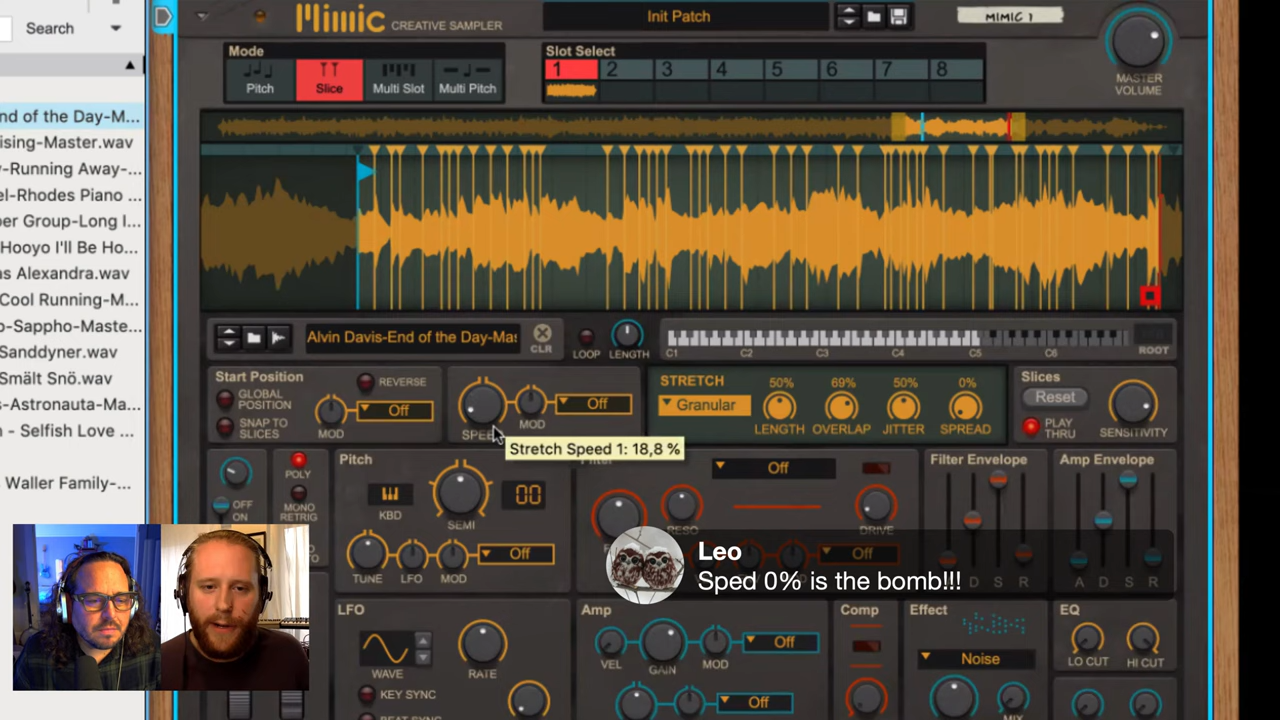 Search
MIMIC CREATIVE SAMPLER
Init Patch
MIMIC 1
MASTER VOLUME
Mode
Pitch
Slice
Multi Slot
Multi Pitch
Slot Select
1 2 3 4 5 6 7 8
nd of the Day-M...
ising-Master.wav
y-Running Away-...
el-Rhodes Piano
per Group-Long I...
Hooyo I'll Be Ho...
as Alexandra.wav
Cool Running-M...
o-Sappho-Maste...
Sanddyner.wav
Smält Snö.wav
s-Astronauta-Ma...
n - Selfish Love
Waller Family-...
Alvin Davis-End of the Day-Mas
CLR
LOOP
LENGTH
C1 C2 C3 C4 C5 C6
ROOT
Start Position
REVERSE
GLOBAL POSITION
SNAP TO SLICES
MOD
Off
MOD
Off
Stretch Speed 1: 18,8 %
STRETCH
Granular
50% 69% 50% 0%
LENGTH OVERLAP JITTER SPREAD
Slices
Reset
PLAY THRU
SENSITIVITY
OFF
ON
POLY
MONO RETRIG
Pitch
KBD
SEMI
00
TUNE LFO MOD
Off
Off
RESO
DRIVE
Off
Filter Envelope
D S R
Amp Envelope
A D S R
Leo
Sped 0% is the bomb!!!
LFO
WAVE
RATE
KEY SYNC
Amp
VEL GAIN MOD
Off
Off
Comp
Effect
Noise
EQ
LO CUT HI CUT